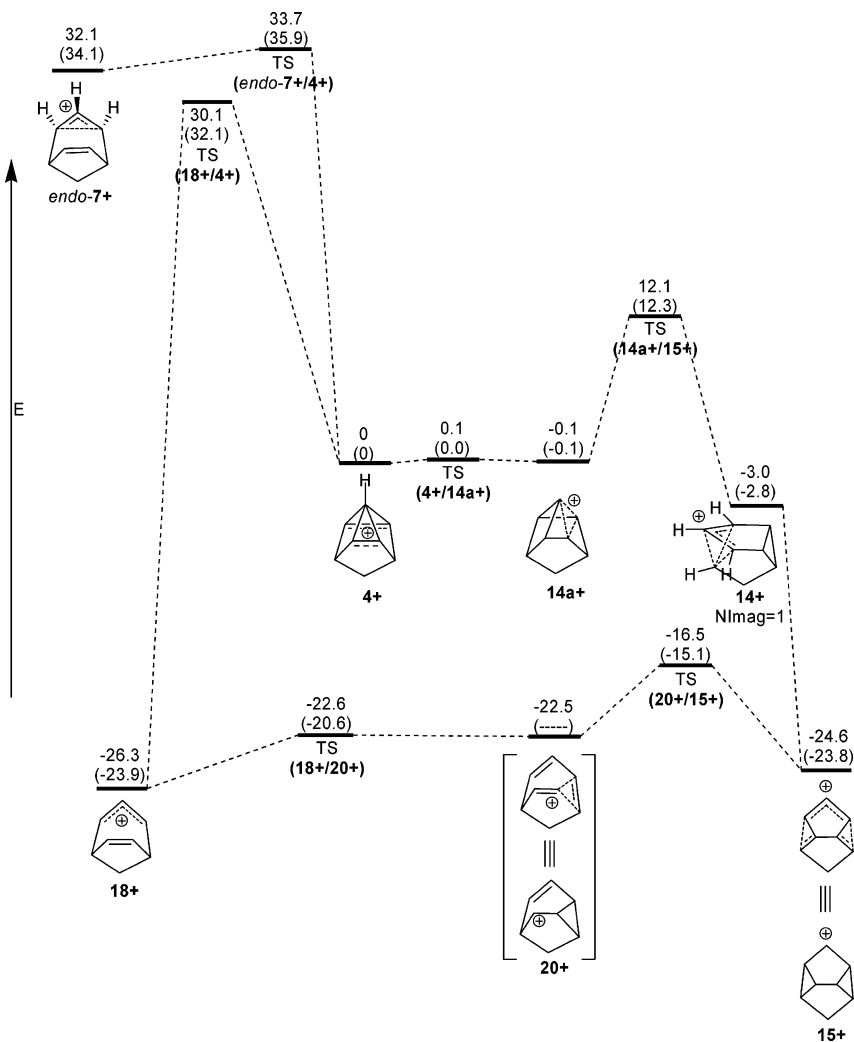 32.1
(34.1)
33.7
(35.9)
TS
(endo-7+/4+)
H
⊕
H
H
endo-7+
30.1
(32.1)
TS
(18+/4+)
E
12.1
(12.3)
TS
(14a+/15+)
0
(0)
H
⊕
4+
0.1
(0.0)
TS
(4+/14a+)
-0.1
(-0.1)
⊕
14a+
-3.0
(-2.8)
⊕
H
H
H
H
14+
NImag=1
-16.5
(-15.1)
TS
(20+/15+)
-26.3
(-23.9)
⊕
18+
-22.6
(-20.6)
TS
(18+/20+)
-22.5
(-----)
⊕
⊕
20+
-24.6
(-23.8)
⊕
⊕
15+